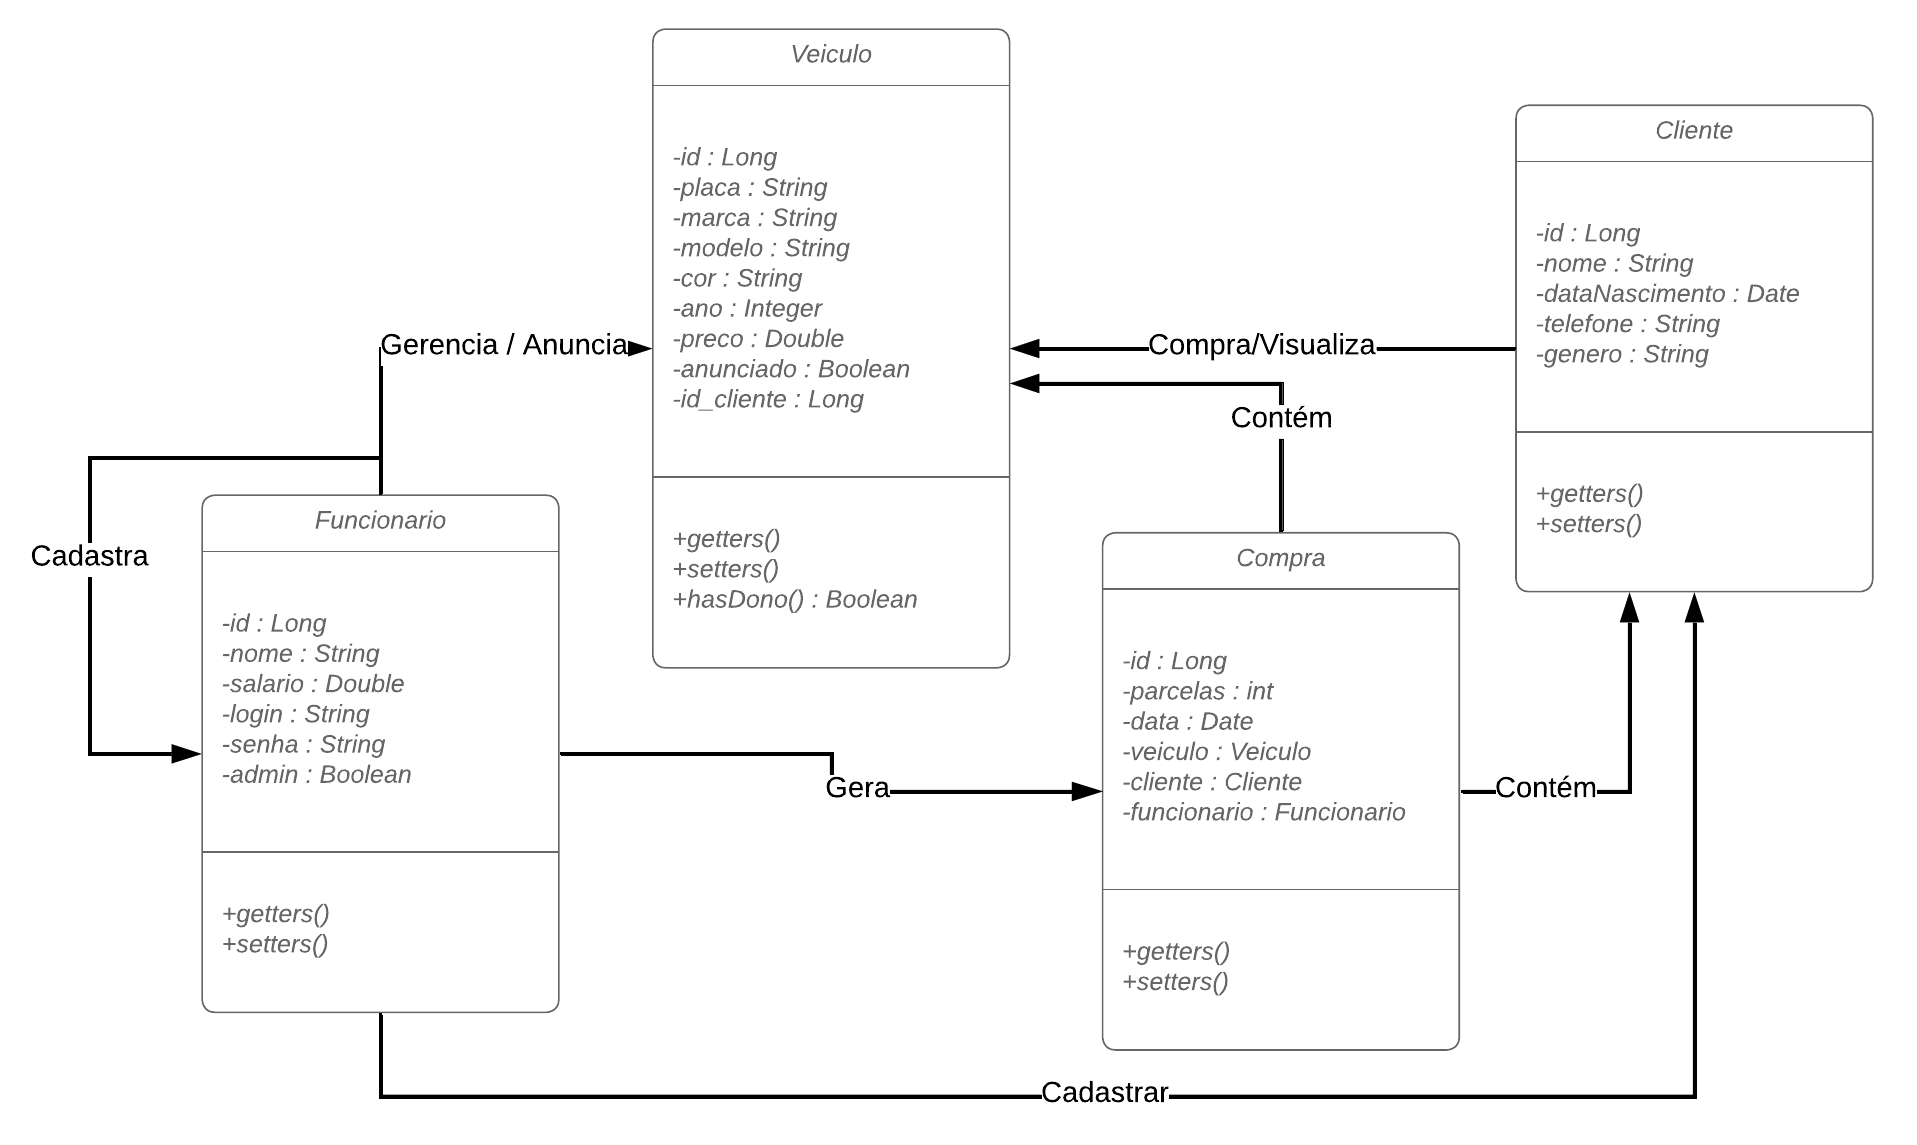 Veiculo
-id : Long
-placa : String
-marca : String
-modelo : String
-cor : String
-ano : Integer
-preco : Double
-anunciado : Boolean
-id_cliente : Long
+getters()
+setters()
+hasDono() : Boolean
Cliente
-id : Long
-nome : String
-dataNascimento : Date
-telefone : String
-genero : String
+getters()
+setters()
Gerencia / Anuncia
Compra/Visualiza
Contém
Cadastra
Funcionario
-id : Long
-nome : String
-salario : Double
-login : String
-senha : String
-admin : Boolean
+getters()
+setters()
Gera
Compra
-id : Long
-parcelas : int
-data : Date
-veiculo : Veiculo
-cliente : Cliente
-funcionario : Funcionario
+getters()
+setters()
Contém
Cadastrar